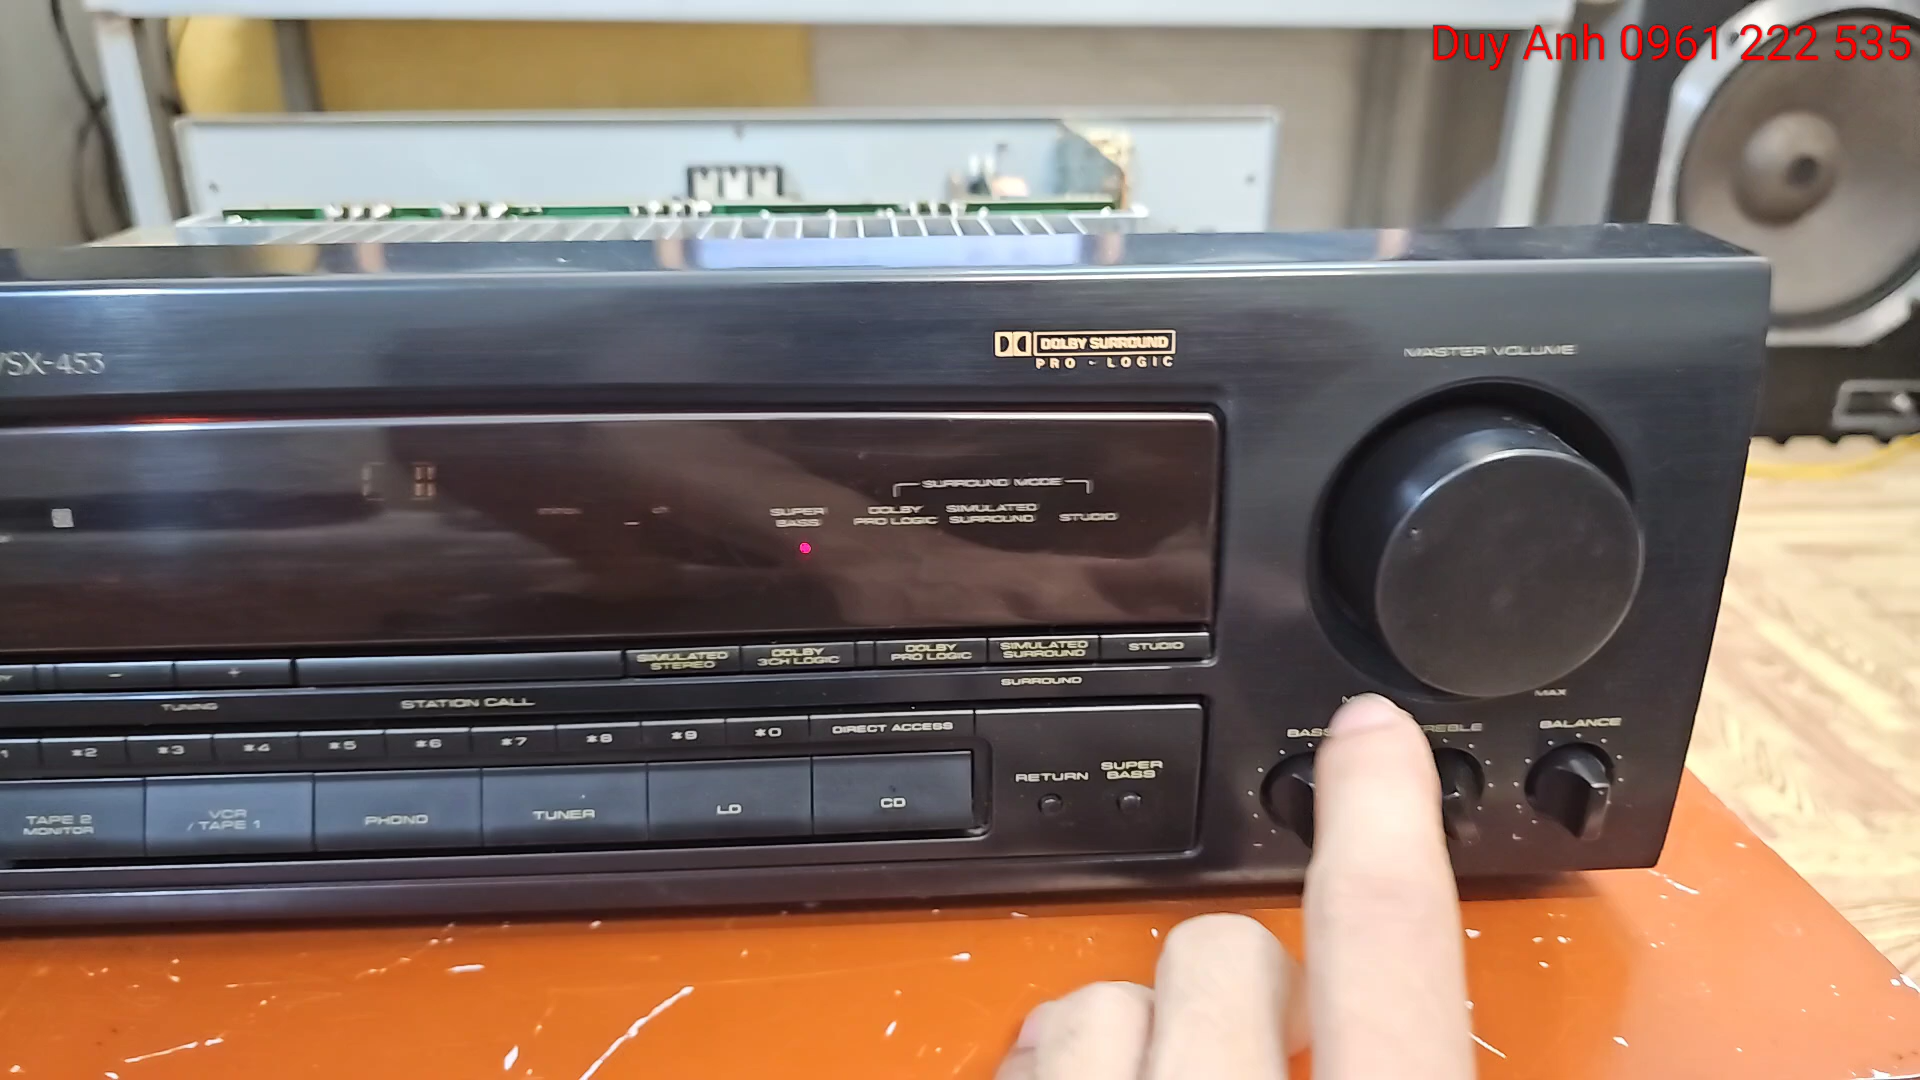 Duy Anh 0961 222 535
VSX-453
DOLBY SURROUND
PRO - LOGIC
MASTER VOLUME
SURROUND MODE
SUPER
BASS
DOLBY
PRO LOGIC
SIMULATED
SURROUND
STUDIO
SIMULATED
STEREO
DOLBY
3CH LOGIC
DOLBY
PRO LOGIC
SIMULATED
SURROUND
STUDIO
- +
SURROUND
TUNING
STATION CALL
MAX
*2 *3 *4 *5 *6 *7 *8 *9 *0
DIRECT ACCESS
BASS
TREBLE
BALANCE
RETURN
SUPER
BASS
TAPE 2
MONITOR
VCR
/ TAPE 1
PHONO
TUNER
LD
CD